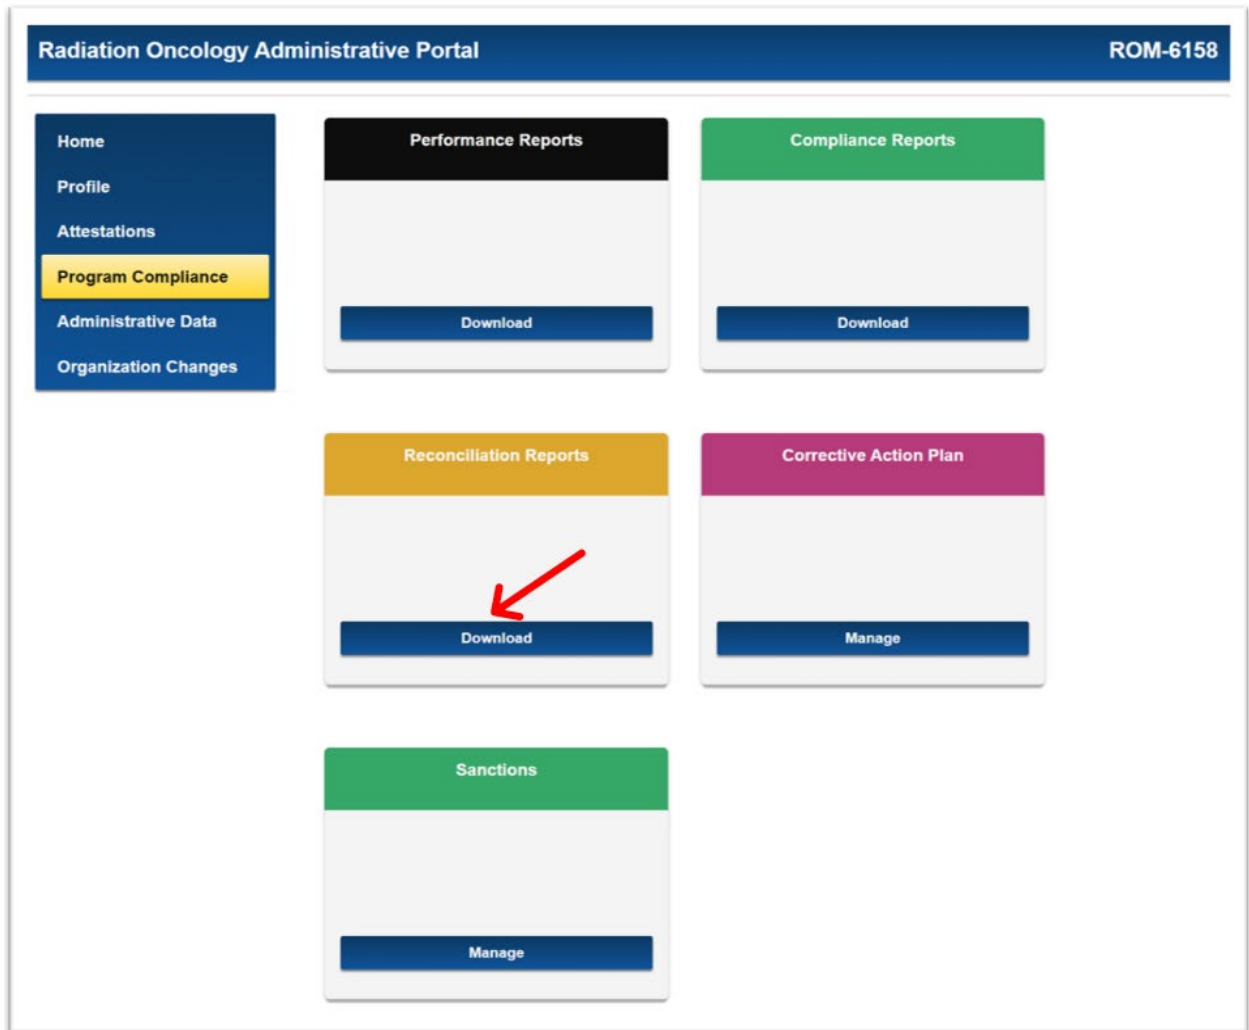 Radiation Oncology Administrative Portal
ROM-6158
Home
Profile
Attestations
Program Compliance
Administrative Data
Organization Changes
Performance Reports
Download
Compliance Reports
Download
Reconciliation Reports
Download
Corrective Action Plan
Manage
Sanctions
Manage